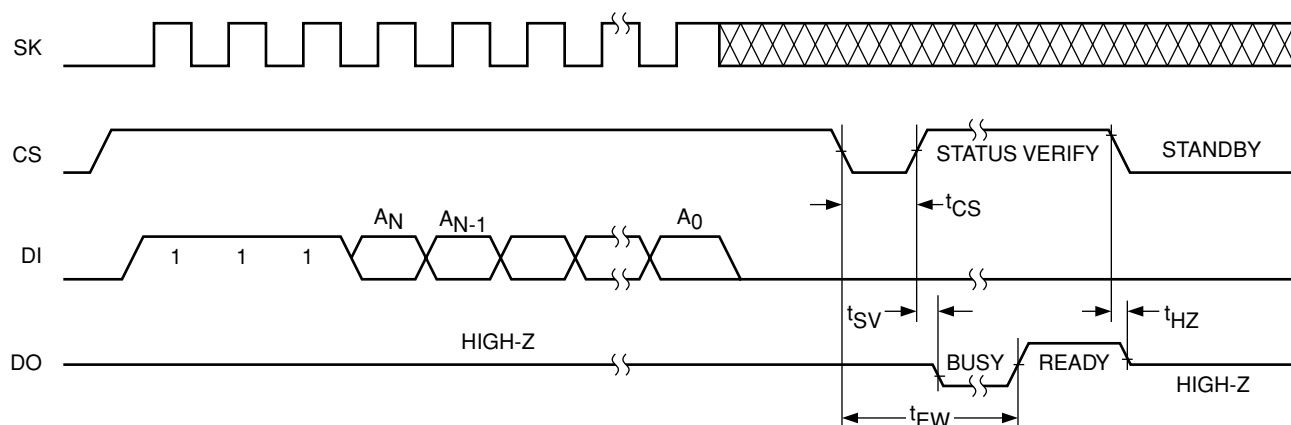 SK
CS
STATUS VERIFY
STANDBY
tCS
AN
AN-1
A0
DI
1 1 1
tSV
tHZ
HIGH-Z
DO
BUSY
READY
HIGH-Z
tEW